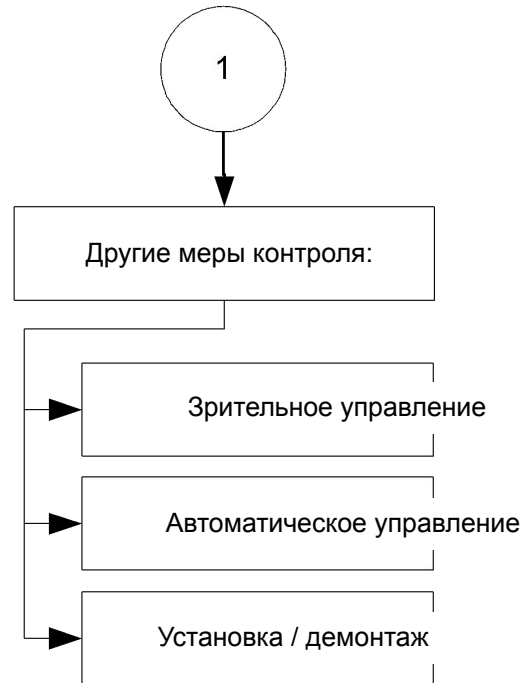 1
Другие меры контроля:
Зрительное управление
Автоматическое управление
Установка / демонтаж